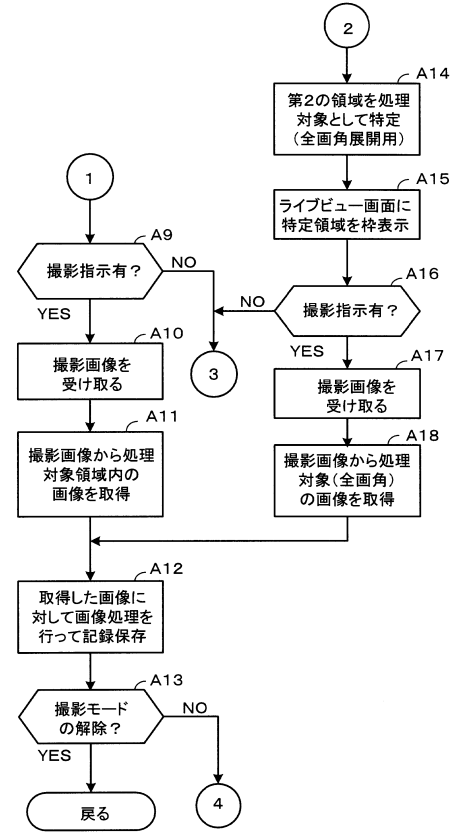 2
A14
第2の領域を処理
対象として特定
(全画角展開用)
A15
ライブビュー画面に
特定領域を枠表示
A16
撮影指示有?
NO
YES
A17
撮影画像を
受け取る
A18
撮影画像から処理
対象(全画角)
の画像を取得
1
A9
撮影指示有?
NO
YES
3
A10
撮影画像を
受け取る
A11
撮影画像から処理
対象領域内の
画像を取得
A12
取得した画像に
対して画像処理を
行って記録保存
A13
撮影モード
の解除?
NO
YES
4
戻る